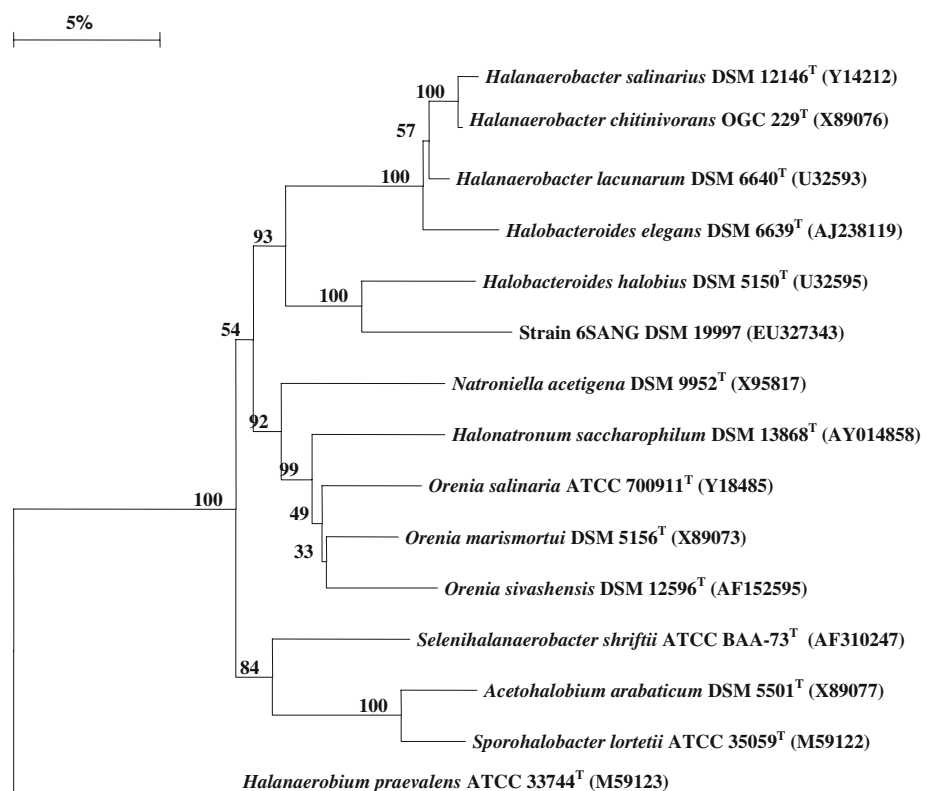 5%
Halanaerobacter salinarius DSM 12146T (Y14212)
100
Halanaerobacter chitinivorans OGC 229T (X89076)
57
Halanaerobacter lacunarum DSM 6640T (U32593)
100
Halobacteroides elegans DSM 6639T (AJ238119)
93
Halobacteroides halobius DSM 5150T (U32595)
100
Strain 6SANG DSM 19997 (EU327343)
54
Natroniella acetigena DSM 9952T (X95817)
92
Halonatronum saccharophilum DSM 13868T (AY014858)
99
Orenia salinaria ATCC 700911T (Y18485)
100
49
Orenia marismortui DSM 5156T (X89073)
33
Orenia sivashensis DSM 12596T (AF152595)
Selenihalanaerobacter shriftii ATCC BAA-73T (AF310247)
84
Acetohalobium arabaticum DSM 5501T (X89077)
100
Sporohalobacter lortetii ATCC 35059T (M59122)
Halanaerobium praevalens ATCC 33744T (M59123)